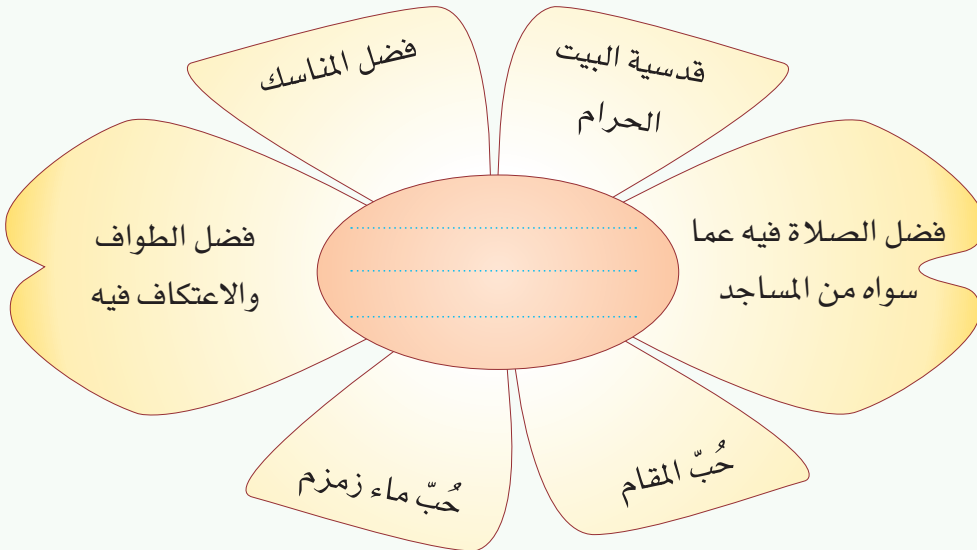 قدسية البيت
الحرام
فضل المناسك
فضل الصلاة فيه عما
سواه من المساجد
فضل الطواف
والاعتكاف فيه
حُبّ المقام
حُبّ ماء زمزم